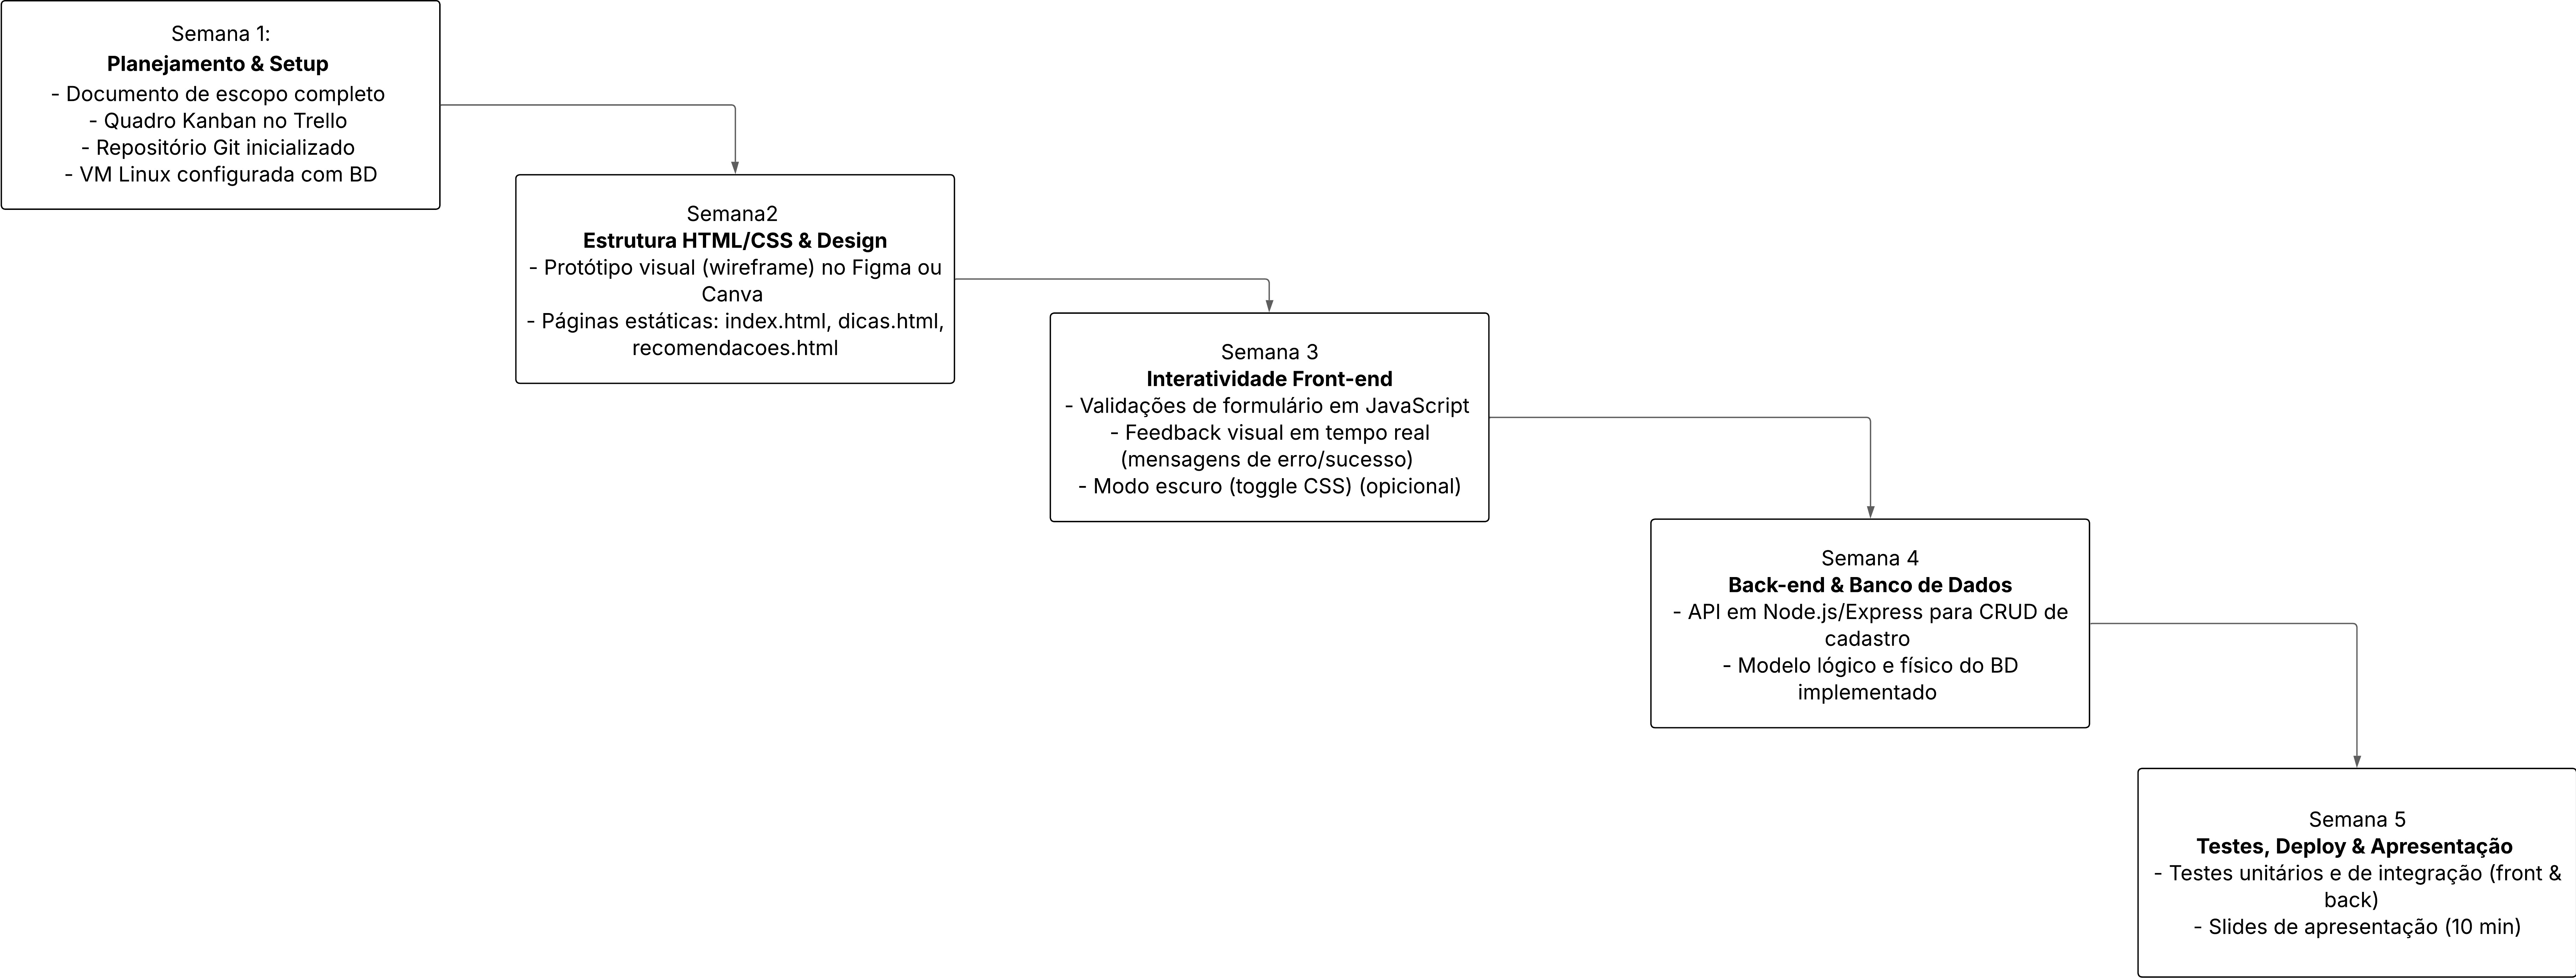 Semana 1:
Planejamento & Setup
- Documento de escopo completo
- Quadro Kanban no Trello
- Repositório Git inicializado
- VM Linux configurada com BD
Semana2
Estrutura HTML/CSS & Design
- Protótipo visual (wireframe) no Figma ou
Canva
- Páginas estáticas: index.html, dicas.html,
recomendacoes.html
Semana 3
Interatividade Front-end
- Validações de formulário em JavaScript
- Feedback visual em tempo real
(mensagens de erro/sucesso)
- Modo escuro (toggle CSS) (opicional)
Semana 4
Back-end & Banco de Dados
- API em Node.js/Express para CRUD de
cadastro
- Modelo lógico e físico do BD
implementado
Semana 5
Testes, Deploy & Apresentação
- Testes unitários e de integração (front &
back)
- Slides de apresentação (10 min)